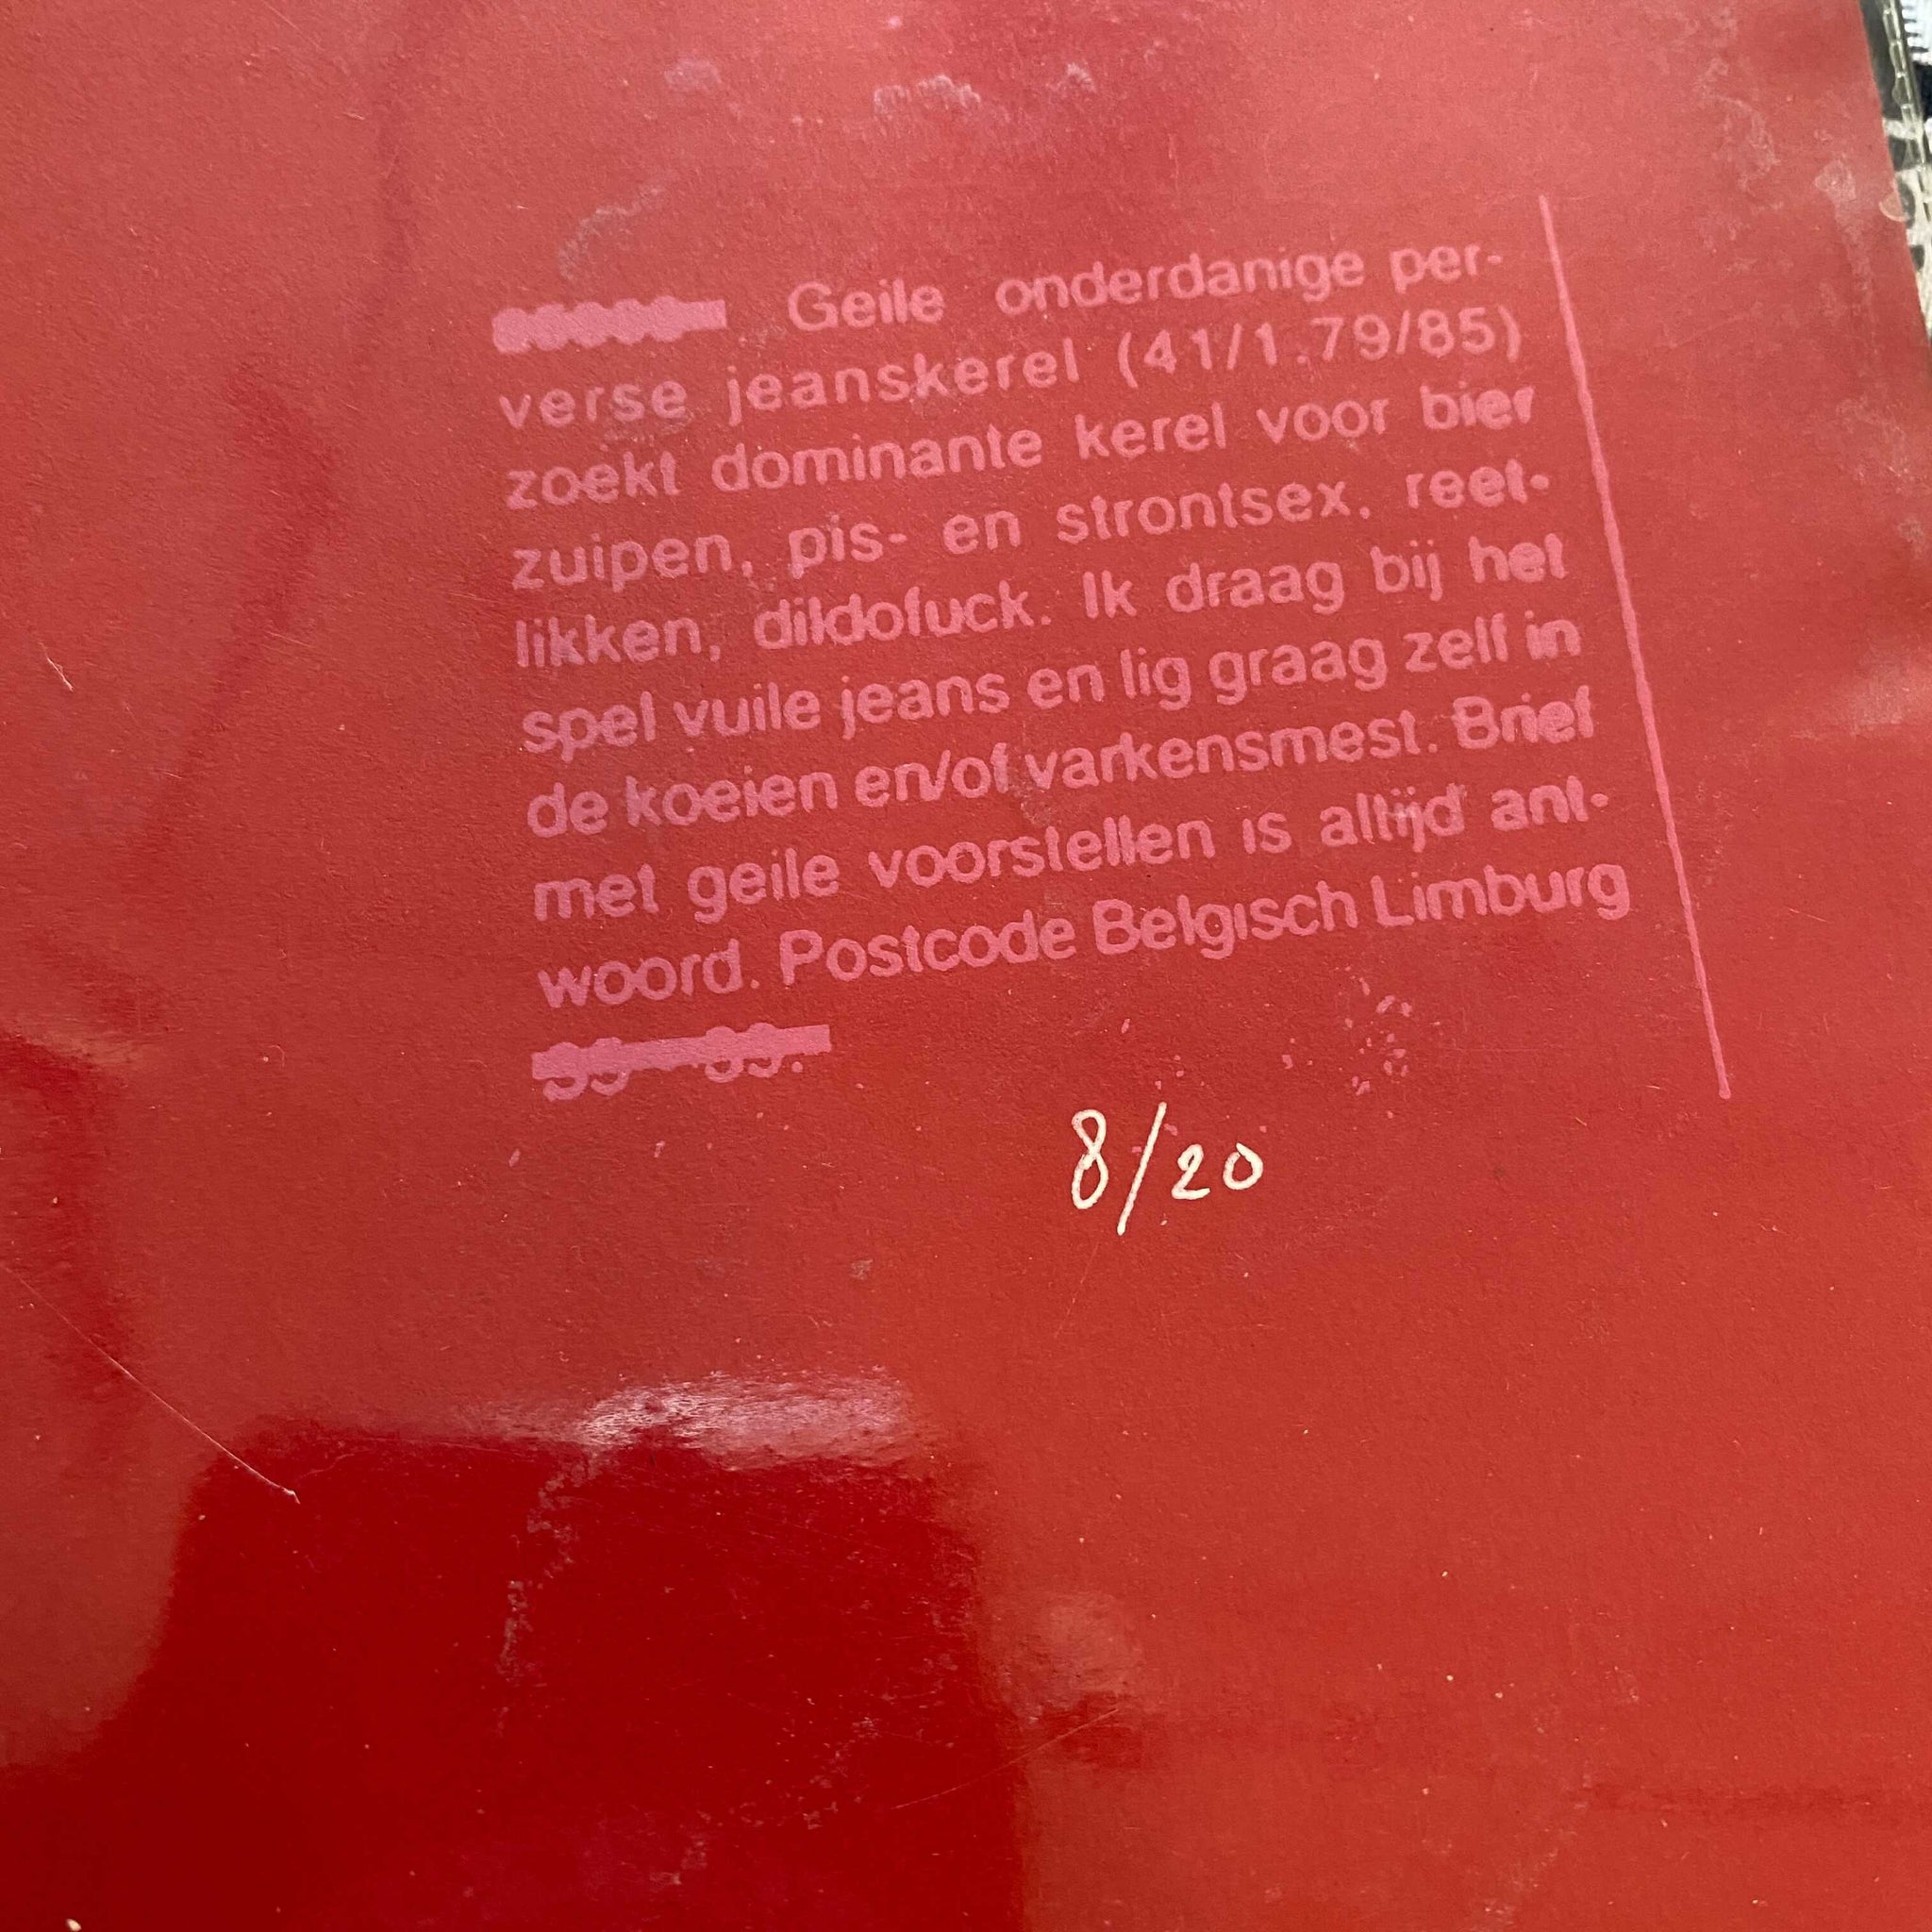 Geile onderdanige per-
verse jeanskerel (41/1.79/85)
zoekt dominante kerel voor bier
zuipen, pis- en strontsex, reet-
likken, dildofuck. Ik draag bij het
spel vuile jeans en lig graag zelf in
de koeien en/of varkensmest. Brief
met geile voorstellen is altijd ant-
woord. Postcode Belgisch Limburg
8/20